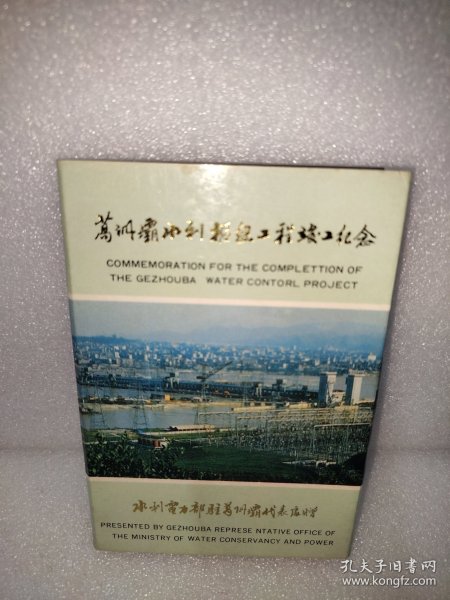 葛洲霸水利枢纽工程竣工纪念
COMMEMORATION FOR THE COMPLETTION OF
THE GEZHOUBA WATER CONTORL PROJECT
水利电力部驻葛洲霸代表处赠
PRESENTED BY GEZHOUBA REPRESE NTATIVE OFFICE OF
THE MINISTRY OF WATER CONSERVANCY AND POWER
孔夫子旧书网
www.kongfz.com